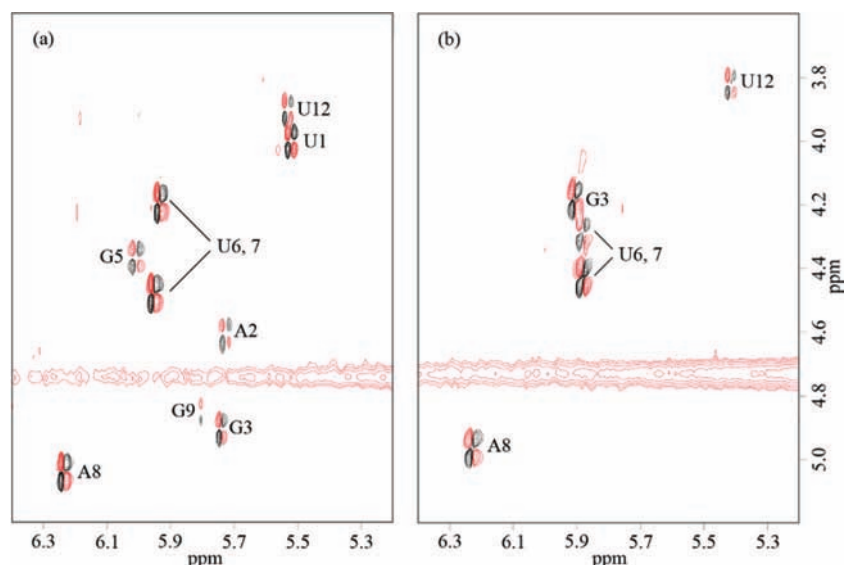 (a)
U12
U1
G5
U6, 7
A2
G9
G3
A8
6.3 6.1 5.9 5.7 5.5 5.3
ppm
(b)
U12
G3
U6, 7
A8
6.3 6.1 5.9 5.7 5.5 5.3
ppm
3.8
4.0
4.2
4.4
4.6
4.8
5.0
ppm